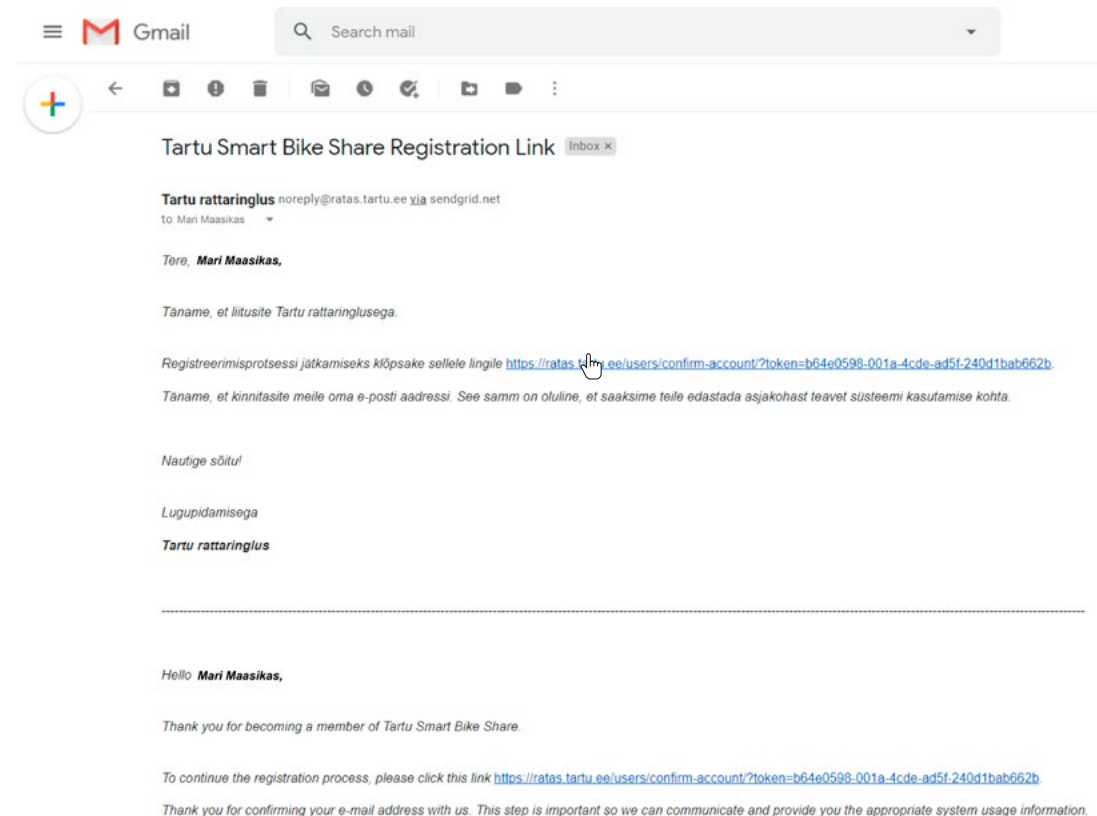 Gmail
Search mail
Tartu Smart Bike Share Registration Link Inbox ×
Tartu rattaringlus noreply@ratas.tartu.ee via sendgrid.net
to Mari Maasikas
Tere, Mari Maasikas,
Täname, et liitusite Tartu rattaringlusega.
Registreerimisprotsessi jätkamiseks klõpsake sellele lingile https://ratas.tartu.ee/users/confirm-account/?token=b64e0598-001a-4cde-ad5f-240d1bab662b.
Täname, et kinnitasite meile oma e-posti aadressi. See samm on oluline, et saaksime teile edastada asjakohast teavet süsteemi kasutamise kohta.
Nautige sõitu!
Lugupidamisega
Tartu rattaringlus
Hello Mari Maasikas,
Thank you for becoming a member of Tartu Smart Bike Share.
To continue the registration process, please click this link https://ratas.tartu.ee/users/confirm-account/?token=b64e0598-001a-4cde-ad5f-240d1bab662b.
Thank you for confirming your e-mail address with us. This step is important so we can communicate and provide you the appropriate system usage information.